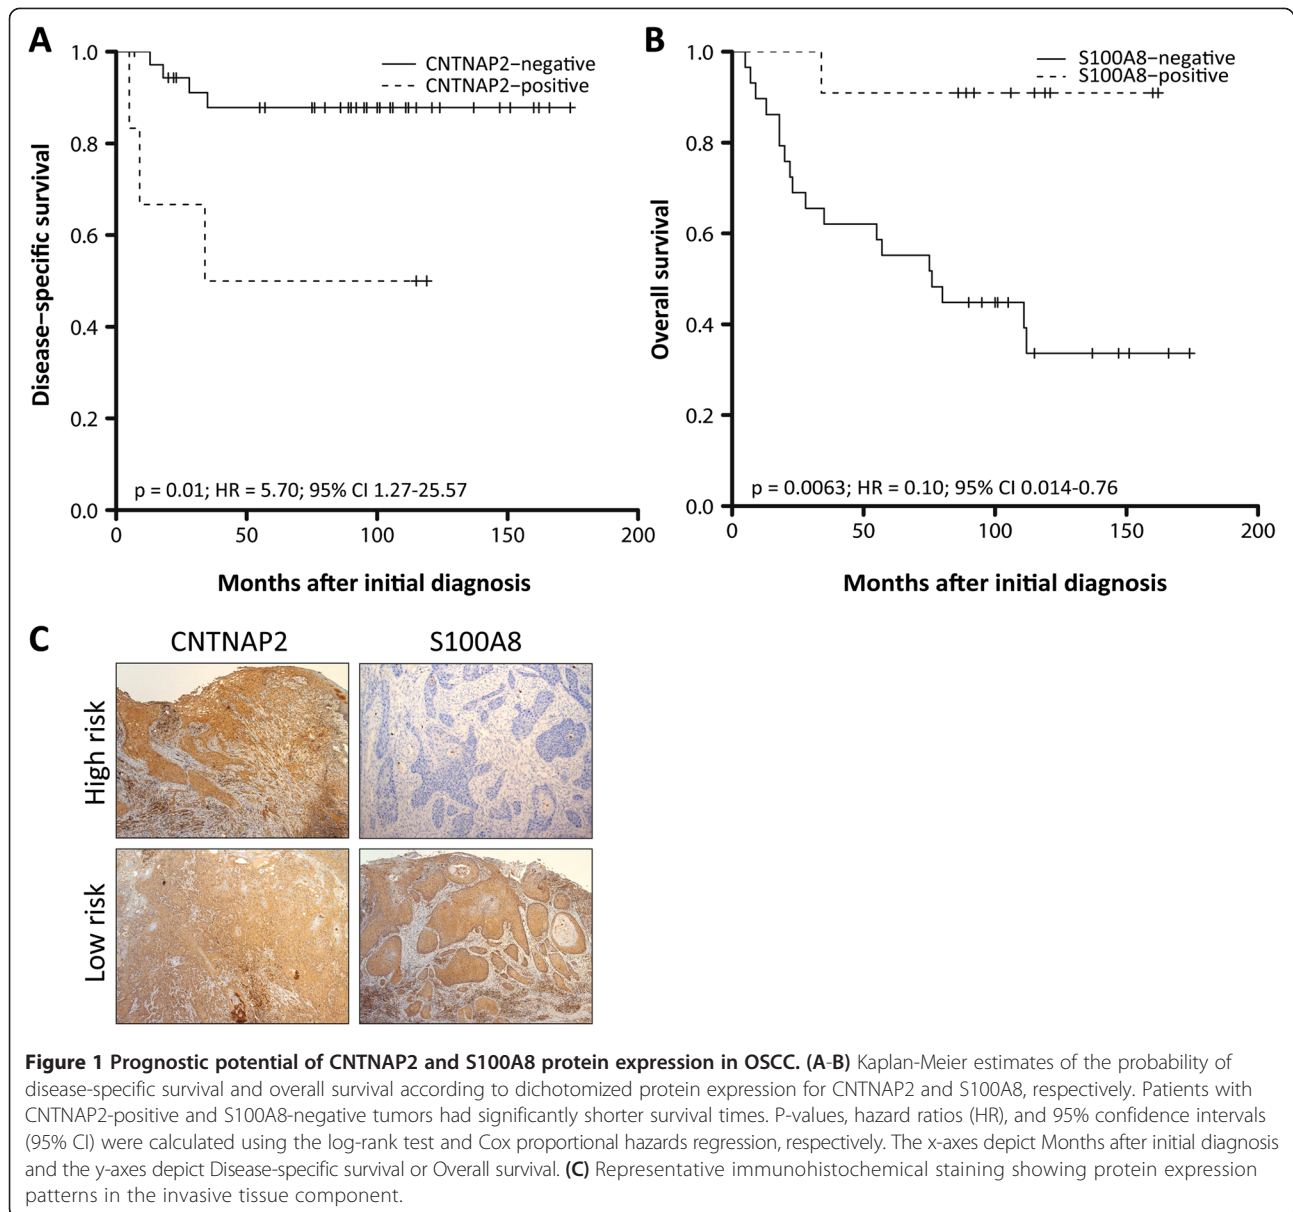 A
1.0
0.8
0.6
0.4
0.2
0.0
Disease-specific survival
CNTNAP2-negative
CNTNAP2-positive
p = 0.01; HR = 5.70; 95% CI 1.27-25.57
0 50 100 150 200
Months after initial diagnosis
B
1.0
0.8
0.6
0.4
0.2
0.0
Overall survival
S100A8-negative
S100A8-positive
p = 0.0063; HR = 0.10; 95% CI 0.014-0.76
0 50 100 150 200
Months after initial diagnosis
C
CNTNAP2 S100A8
High risk
Low risk
Figure 1 Prognostic potential of CNTNAP2 and S100A8 protein expression in OSCC. (A-B) Kaplan-Meier estimates of the probability of
disease-specific survival and overall survival according to dichotomized protein expression for CNTNAP2 and S100A8, respectively. Patients with
CNTNAP2-positive and S100A8-negative tumors had significantly shorter survival times. P-values, hazard ratios (HR), and 95% confidence intervals
(95% CI) were calculated using the log-rank test and Cox proportional hazards regression, respectively. The x-axes depict Months after initial diagnosis
and the y-axes depict Disease-specific survival or Overall survival. (C) Representative immunohistochemical staining showing protein expression
patterns in the invasive tissue component.